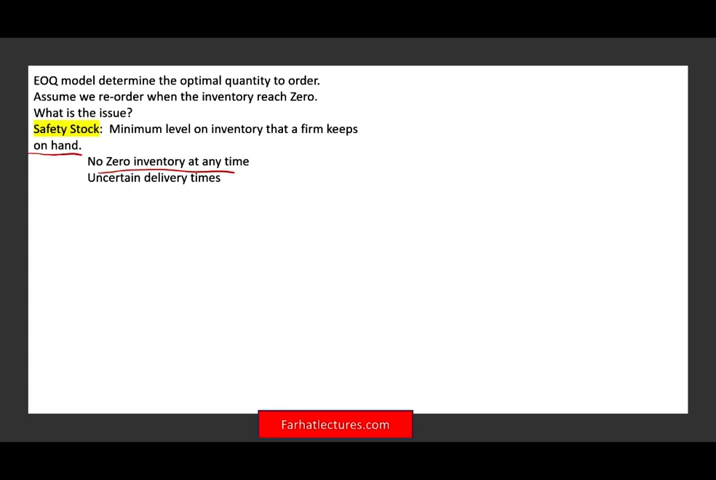 EOQ model determine the optimal quantity to order.
Assume we re-order when the inventory reach Zero.
What is the issue?
Safety Stock:  Minimum level on inventory that a firm keeps
on hand.
No Zero inventory at any time
Uncertain delivery times
Farhatlectures.com